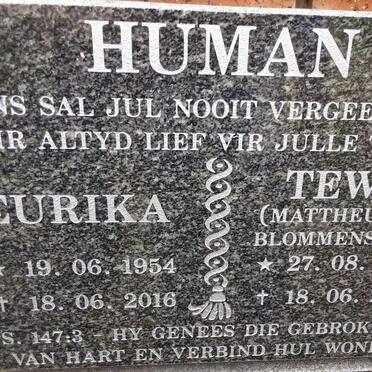 HUMAN
NS SAL JUL NOOIT VERGEE
IR ALTYD LIEF VIR JULLE
EURIKA
★ 19. 06. 1954
† 18. 06. 2016
TEW
(MATTHEU
BLOMMENS
★ 27. 08.
† 18. 06.
S. 147:3 - HY GENEES DIE GEBROK
VAN HART EN VERBIND HUL WON